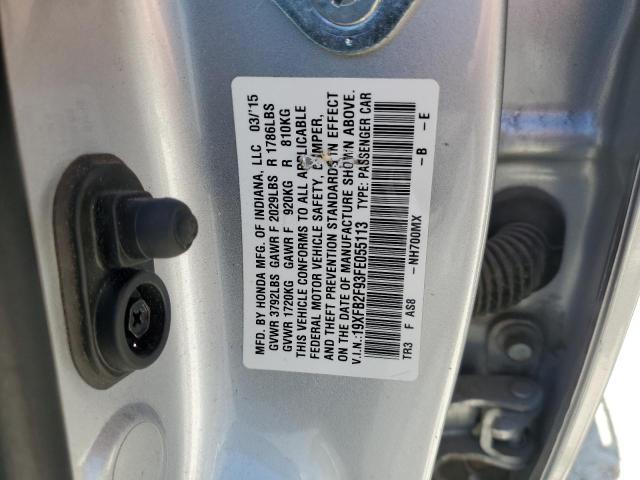 MFD. BY HONDA MFG. OF INDIANA, LLC 03/'15
GVWR 3792LBS GAWR F 2029LBS R 1786LBS
GVWR 1720KG GAWR F 920KG R 810KG
THIS VEHICLE CONFORMS TO ALL APPLICABLE
FEDERAL MOTOR VEHICLE SAFETY, BUMPER,
AND THEFT PREVENTION STANDARDS IN EFFECT
ON THE DATE OF MANUFACTURE SHOWN ABOVE.
V.I.N.:19XFB2F93FE055113 TYPE: PASSENGER CAR
TR3 F AS8 -NH700MX -B -E